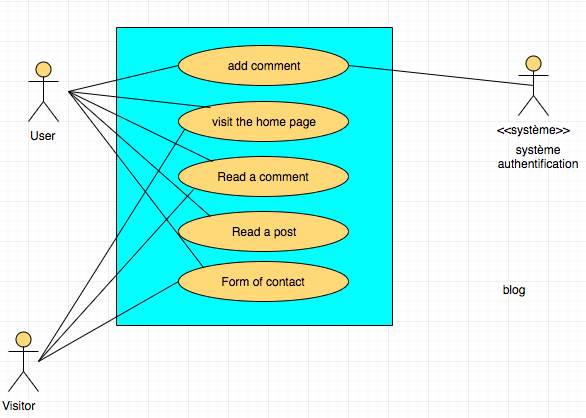 add comment
visit the home page
Read a comment
Read a post
Form of contact
User
Visitor
<<système>>
système
authentification
blog